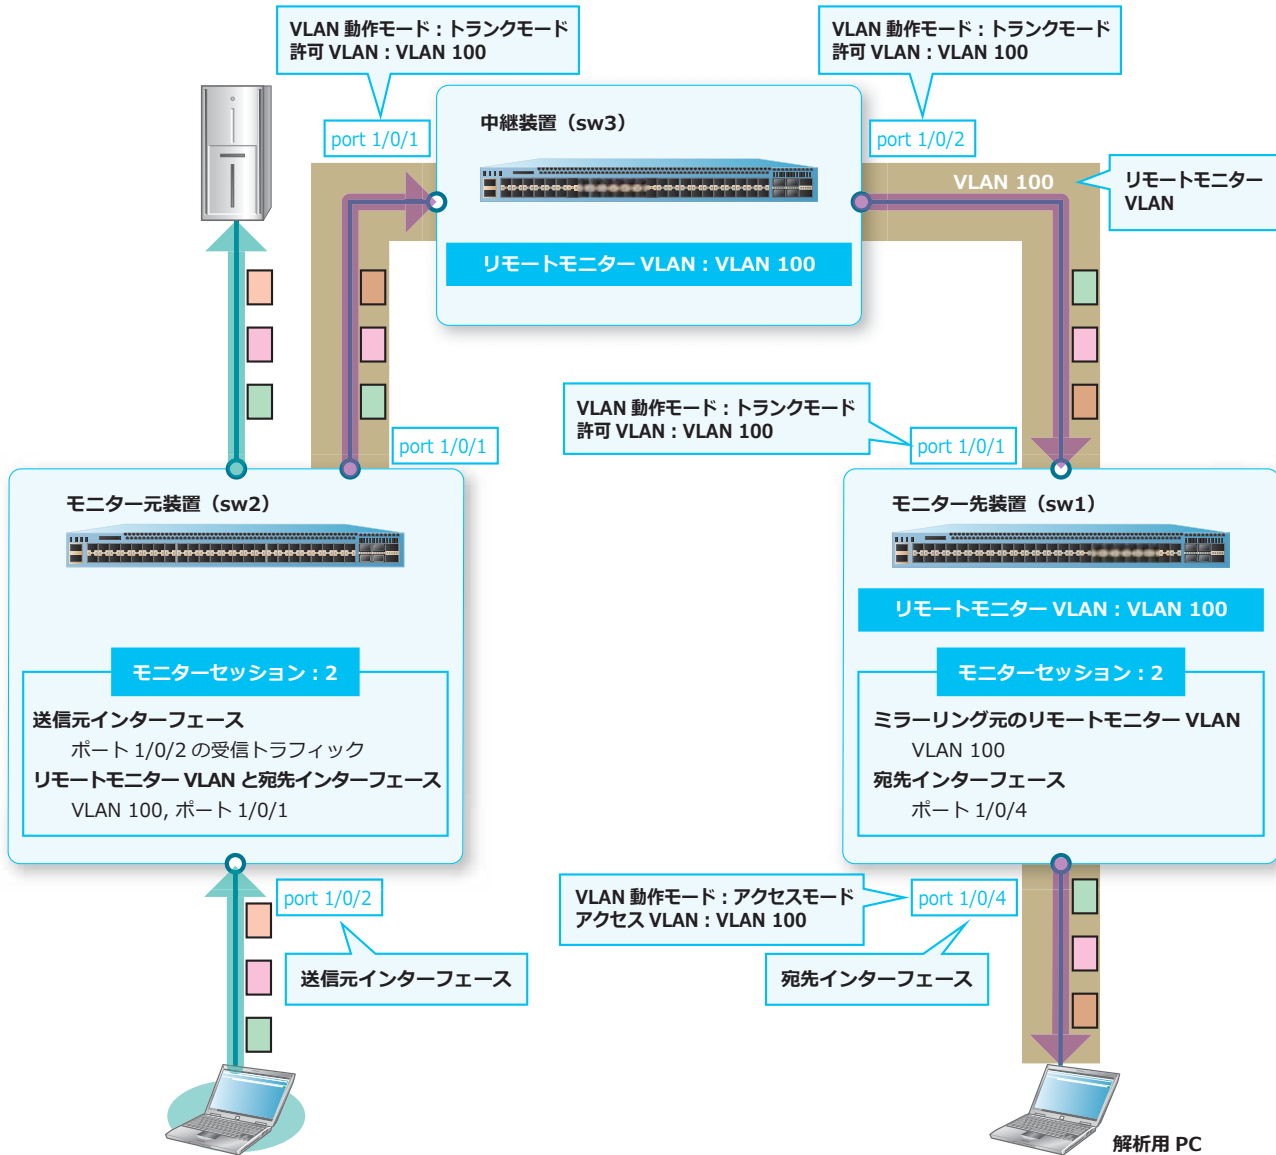 VLAN 動作モード：トランクモード
許可 VLAN：VLAN 100
VLAN 動作モード：トランクモード
許可 VLAN：VLAN 100
port 1/0/1
中継装置（sw3）
port 1/0/2
VLAN 100
リモートモニター
VLAN
リモートモニター VLAN：VLAN 100
VLAN 動作モード：トランクモード
許可 VLAN：VLAN 100
port 1/0/1
port 1/0/1
モニター元装置（sw2）
モニターセッション：2
送信元インターフェース
ポート 1/0/2 の受信トラフィック
リモートモニター VLAN と宛先インターフェース
VLAN 100, ポート 1/0/1
port 1/0/2
送信元インターフェース
モニター先装置（sw1）
リモートモニター VLAN：VLAN 100
モニターセッション：2
ミラーリング元のリモートモニター VLAN
VLAN 100
宛先インターフェース
ポート 1/0/4
VLAN 動作モード：アクセスモード
アクセス VLAN：VLAN 100
port 1/0/4
宛先インターフェース
解析用 PC